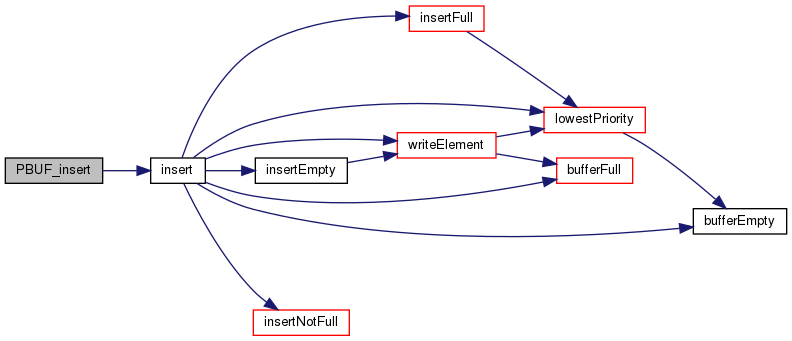 insertFull
lowestPriority
writeElement
PBUF_insert
insert
insertEmpty
bufferFull
bufferEmpty
insertNotFull